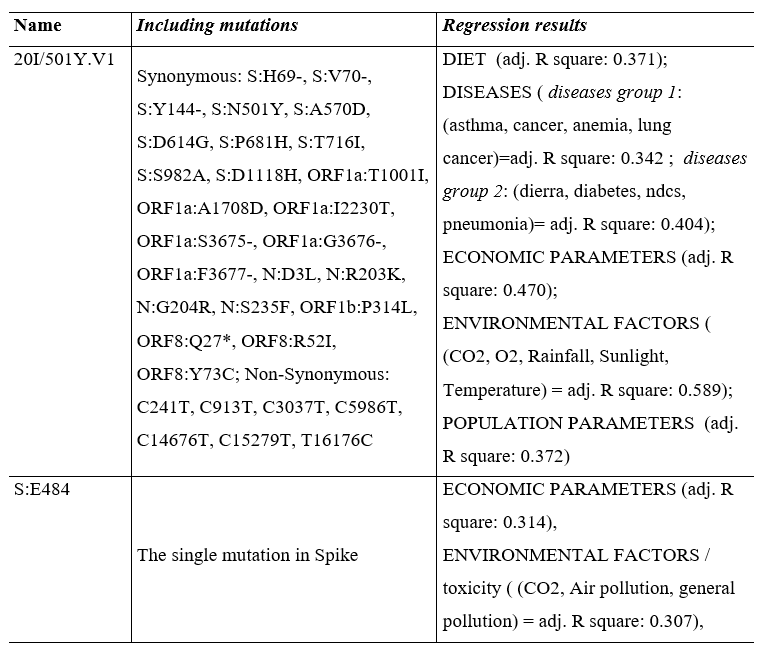 Name Including mutations Regression results
20I/501Y.V1
Synonymous: S:H69-, S:V70-,
S:Y144-, S:N501Y, S:A570D,
S:D614G, S:P681H, S:T716I,
S:S982A, S:D1118H, ORF1a:T1001I,
ORF1a:A1708D, ORF1a:I2230T,
ORF1a:S3675-, ORF1a:G3676-,
ORF1a:F3677-, N:D3L, N:R203K,
N:G204R, N:S235F, ORF1b:P314L,
ORF8:Q27*, ORF8:R52I,
ORF8:Y73C; Non-Synonymous:
C241T, C913T, C3037T, C5986T,
C14676T, C15279T, T16176C
DIET (adj. R square: 0.371);
DISEASES ( diseases group 1:
(asthma, cancer, anemia, lung
cancer)=adj. R square: 0.342 ; diseases
group 2: (dierra, diabetes, ndcs,
pneumonia)= adj. R square: 0.404);
ECONOMIC PARAMETERS (adj. R
square: 0.470);
ENVIRONMENTAL FACTORS (
(CO2, O2, Rainfall, Sunlight,
Temperature) = adj. R square: 0.589);
POPULATION PARAMETERS (adj.
R square: 0.372)
S:E484
The single mutation in Spike
ECONOMIC PARAMETERS (adj. R
square: 0.314),
ENVIRONMENTAL FACTORS /
toxicity ( (CO2, Air pollution, general
pollution) = adj. R square: 0.307),